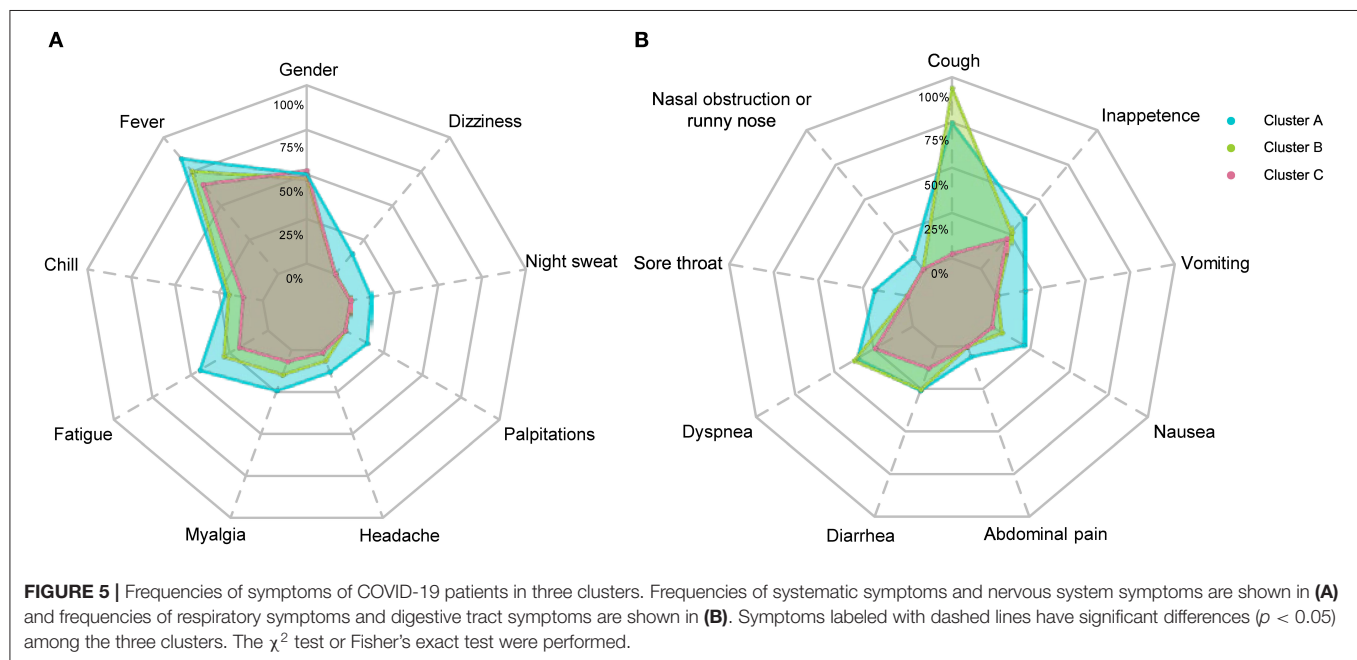 A
B
Gender
100%
75%
50%
25%
0%
Fever
Dizziness
Chill
Night sweat
Fatigue
Palpitations
Myalgia
Headache
Cough
100%
75%
50%
25%
0%
Nasal obstruction or
runny nose
Inappetence
Sore throat
Vomiting
Dyspnea
Nausea
Diarrhea
Abdominal pain
Cluster A
Cluster B
Cluster C
FIGURE 5 | Frequencies of symptoms of COVID-19 patients in three clusters. Frequencies of systematic symptoms and nervous system symptoms are shown in (A)
and frequencies of respiratory symptoms and digestive tract symptoms are shown in (B). Symptoms labeled with dashed lines have significant differences (p < 0.05)
among the three clusters. The χ² test or Fisher's exact test were performed.